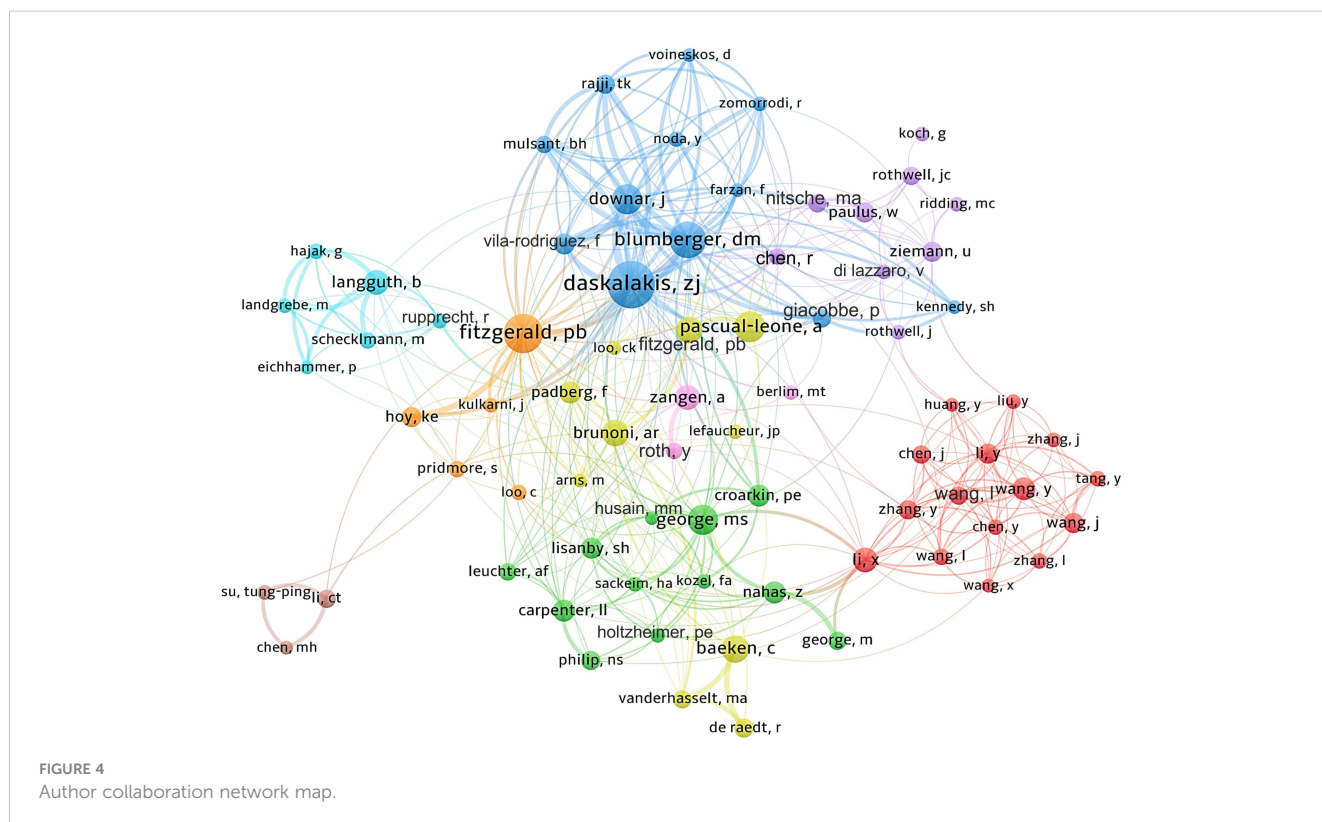 voineskos, d
rajji, tk
zomorrodi, r
koch, g
mulsant, bh
noda, y
rothwell, jc
farzan, f
nitsche, ma
downar, j
paulus, w
ridding, mc
vila-rodriguez, f
blumberger, dm
hajak, g
chen, r
ziemann, u
di lazzaro, v
langguth, b
daskalakis, zj
landgrebe, m
rupprecht, r
giacobbe, p
kennedy, sh
schecklmann, m
fitzgerald, pb
pascual-leone, a
rothwell, j
loo, ck
fitzgerald, pb
eichhammer, p
padberg, f
zangen, a
berlim, mt
hoy, ke
kulkarni, j
huang, y
liu, y
brunoni, ar
lefaucheur, jp
roth, y
zhang, j
chen, j
li, y
pridmore, s
arns, m
tang, y
loo, c
croarkin, pe
wang, l
wang, y
husain, mm
george, ms
zhang, y
chen, y
wang, j
lisanby, sh
li, x
wang, l
zhang, l
leuchter, af
sackeim, ha
kozel, fa
nahas, z
wang, x
su, tung-ping
li, ct
carpenter, ll
holtzheimer, pe
george, m
chen, mh
philip, ns
baeken, c
vanderhasselt, ma
de raedt, r
FIGURE 4
Author collaboration network map.